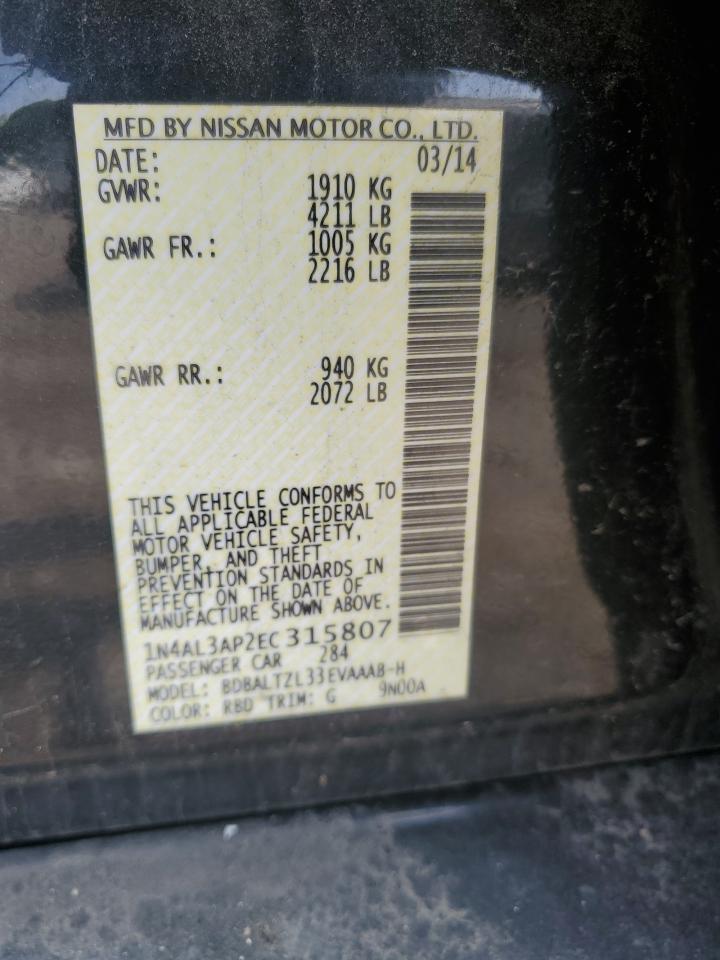 MFD BY NISSAN MOTOR CO., LTD.
DATE: 03/14
GVWR: 1910 KG
4211 LB
GAWR FR.: 1005 KG
2216 LB
GAWR RR.: 940 KG
2072 LB
THIS VEHICLE CONFORMS TO
ALL APPLICABLE FEDERAL
MOTOR VEHICLE SAFETY,
BUMPER, AND THEFT
PREVENTION STANDARDS IN
EFFECT ON THE DATE OF
MANUFACTURE SHOWN ABOVE.
1N4AL3AP2EC315807
PASSENGER CAR 284
MODEL: BDBALTZL33EVAAAB-H
COLOR: RBD TRIM: G 9N00A